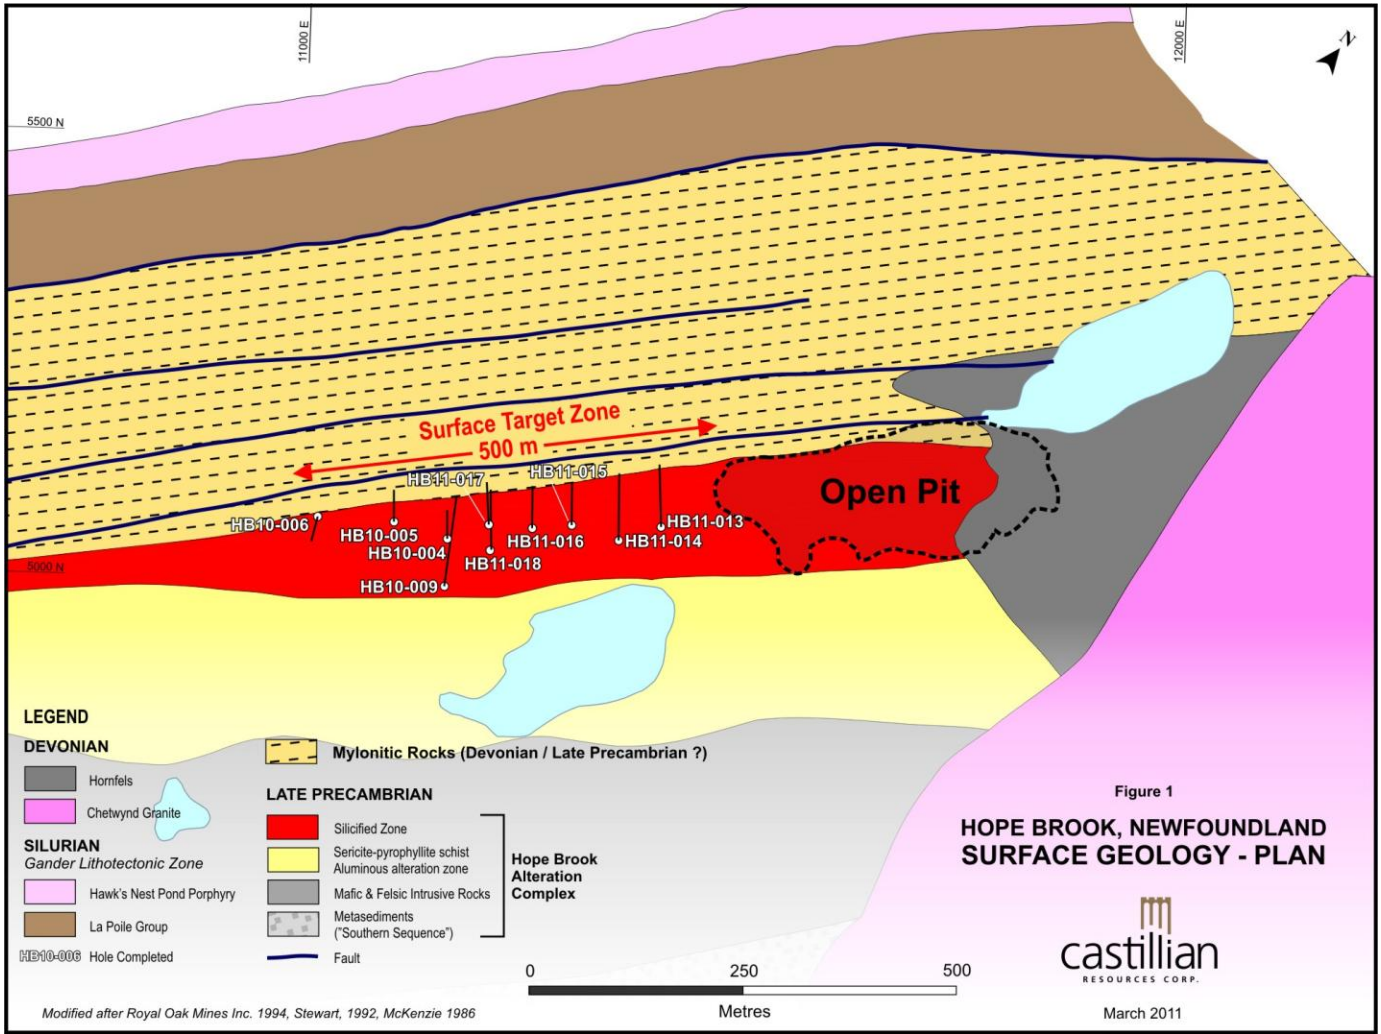 11000 E
12000 E
N
5500 N
Surface Target Zone
500 m
HB11-017
HB11-015
HB10-006
HB10-005
HB10-004
HB11-016
HB11-013
HB11-014
HB11-018
HB10-009
Open Pit
5000 N
LEGEND
DEVONIAN
Hornfels
Chetwynd Granite
SILURIAN
Gander Lithotectonic Zone
Hawk's Nest Pond Porphyry
La Poile Group
HB10-006 Hole Completed
Mylonitic Rocks (Devonian / Late Precambrian ?)
LATE PRECAMBRIAN
Silicified Zone
Sericite-pyrophyllite schist
Aluminous alteration zone
Mafic & Felsic Intrusive Rocks
Metasediments
("Southern Sequence")
Fault
Hope Brook
Alteration
Complex
0 250 500
Metres
Figure 1
HOPE BROOK, NEWFOUNDLAND
SURFACE GEOLOGY - PLAN
castillian
RESOURCES CORP.
March 2011
Modified after Royal Oak Mines Inc. 1994, Stewart, 1992, McKenzie 1986